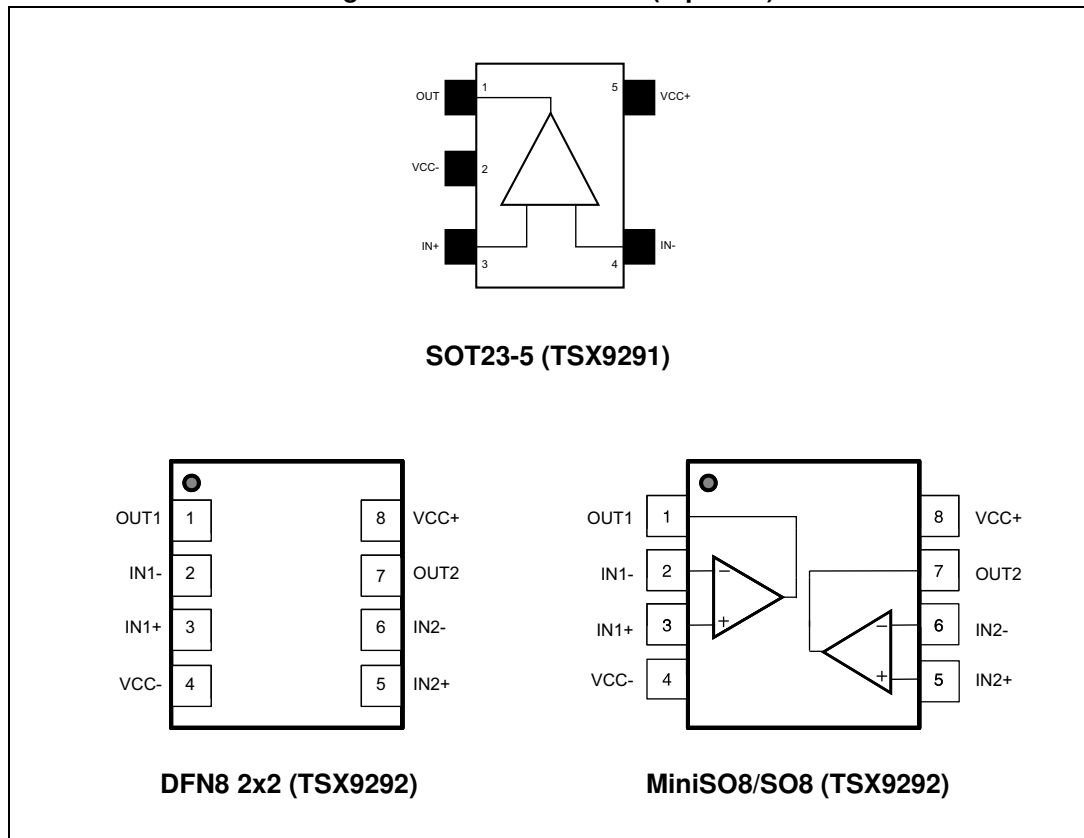 OUT 1 5 VCC+
VCC- 2
IN+ 3 4 IN-
SOT23-5 (TSX9291)
OUT1 1 8 VCC+
IN1- 2 7 OUT2
IN1+ 3 6 IN2-
VCC- 4 5 IN2+
DFN8 2x2 (TSX9292)
OUT1 1 8 VCC+
IN1- 2 − 7 OUT2
IN1+ 3 + − 6 IN2-
VCC- 4 + 5 IN2+
MiniSO8/SO8 (TSX9292)